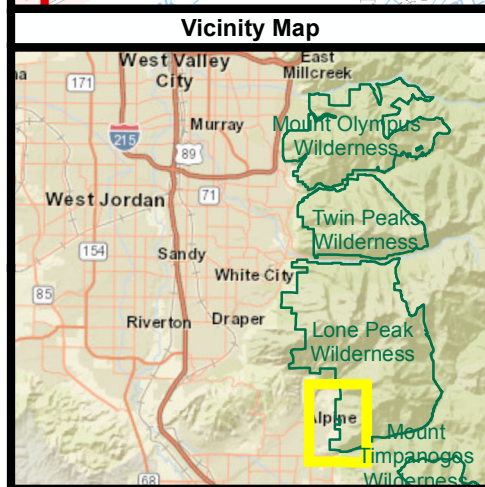 Vicinity Map
West Valley
City
East
Millcreek
171
Murray
Mount Olympus
Wilderness
215
89
West Jordan
71
Twin Peaks
Wilderness
154
Sandy
White City
85
Riverton
Draper
Lone Peak
Wilderness
Alpine
Mount
Timpanogos
Wilderness
68